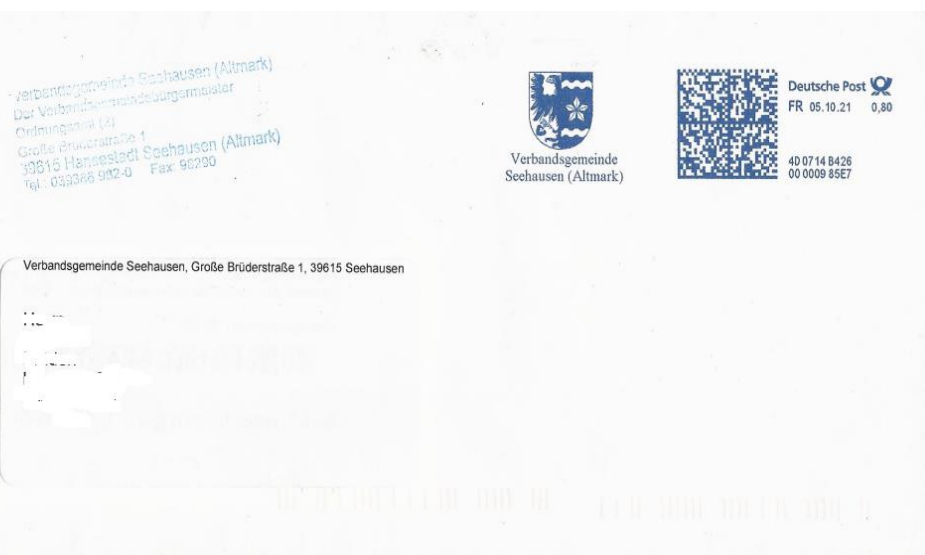 Verbandsgemeinde Seehausen (Altmark)
Der Verbandsgemeindebürgermeister
Ordnungsamt (2)
Große Brüderstraße 1
39615 Hansestadt Seehausen (Altmark)
Tel.: 039386 982-0 Fax: 98290
Verbandsgemeinde
Seehausen (Altmark)
Deutsche Post
FR 05.10.21 0,80
4D 0714 B426
00 0009 85E7
Verbandsgemeinde Seehausen, Große Brüderstraße 1, 39615 Seehausen